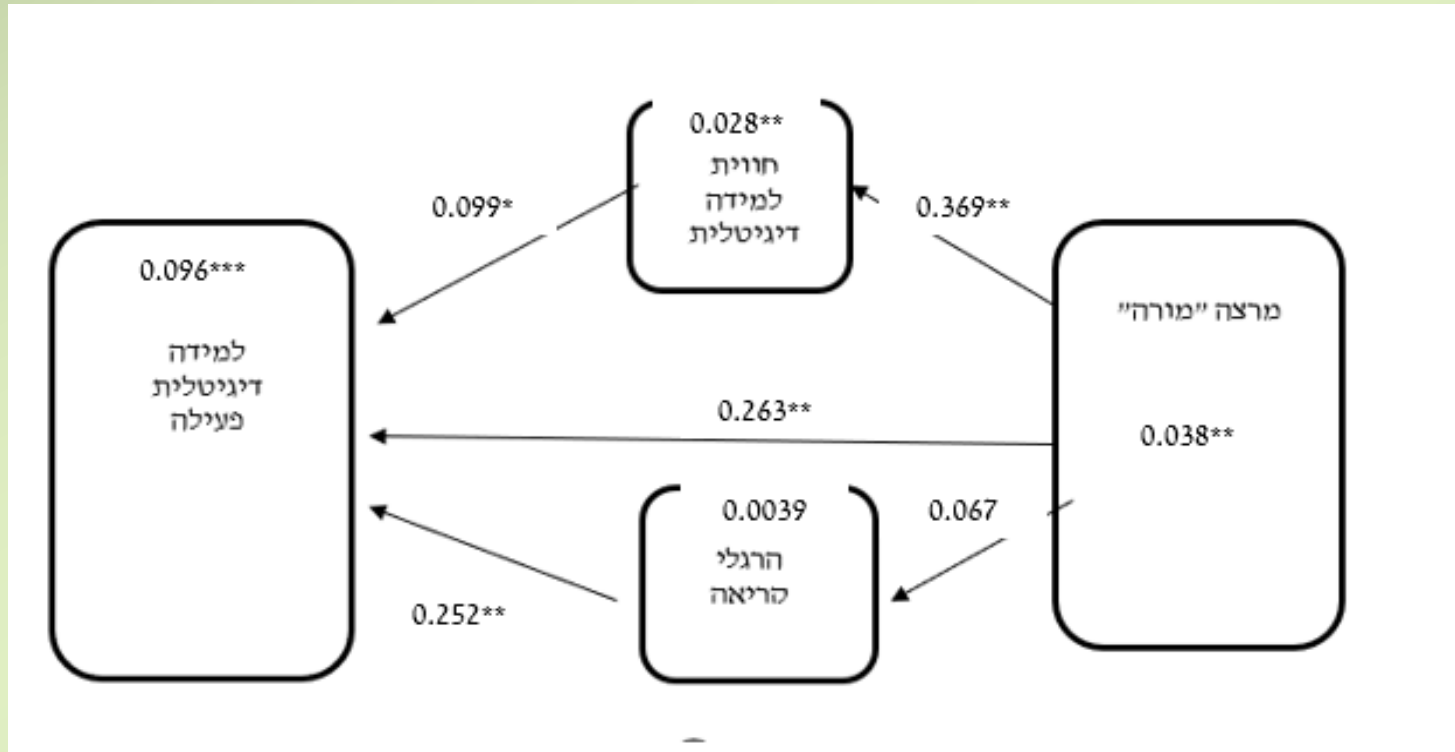 0.028**
חווית
למידה
דיגיטלית
0.099*
0.369**
0.096***
מרצה "מורה"
למידה
דיגיטלית
פעילה
0.263**
0.038**
0.0039
0.067
הרגלי
קריאה
0.252**